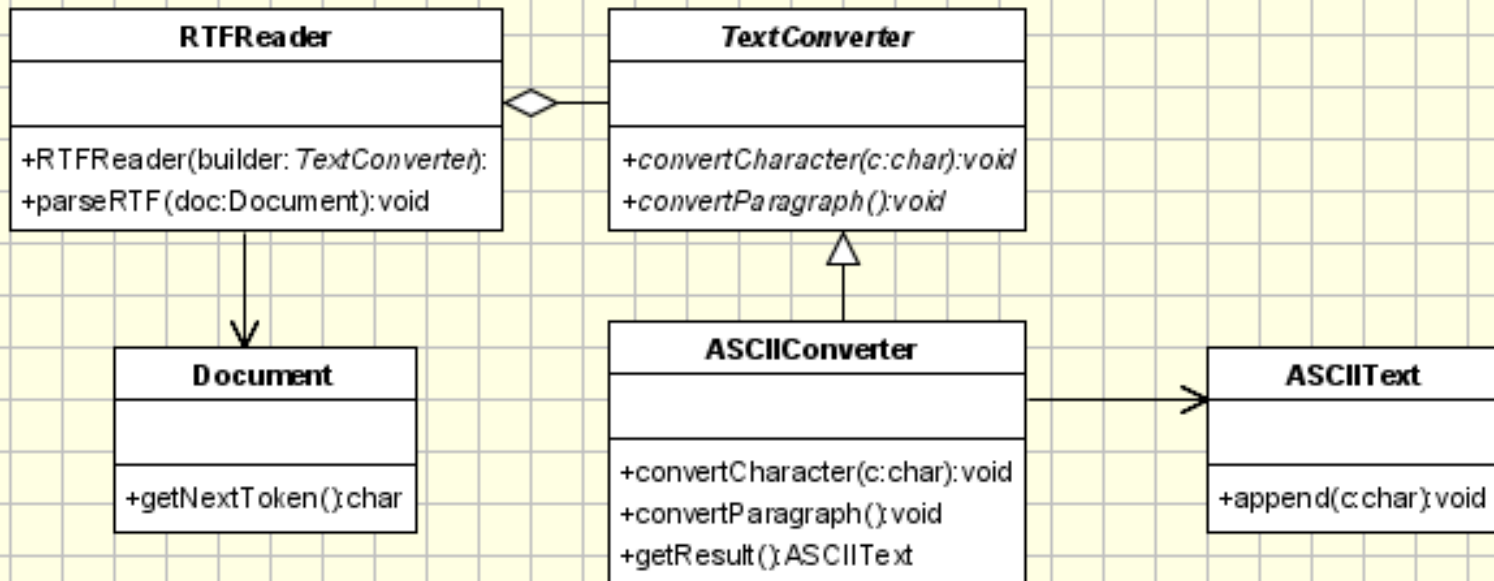 RTFReader
+RTFReader(builder: TextConverter):
+parseRTF(doc:Document):void
TextConverter
+convertCharacter(c:char):void
+convertParagraph():void
Document
+getNextToken():char
ASCIIConverter
+convertCharacter(c:char):void
+convertParagraph():void
+getResult():ASCIIText
ASCIIText
+append(c:char):void